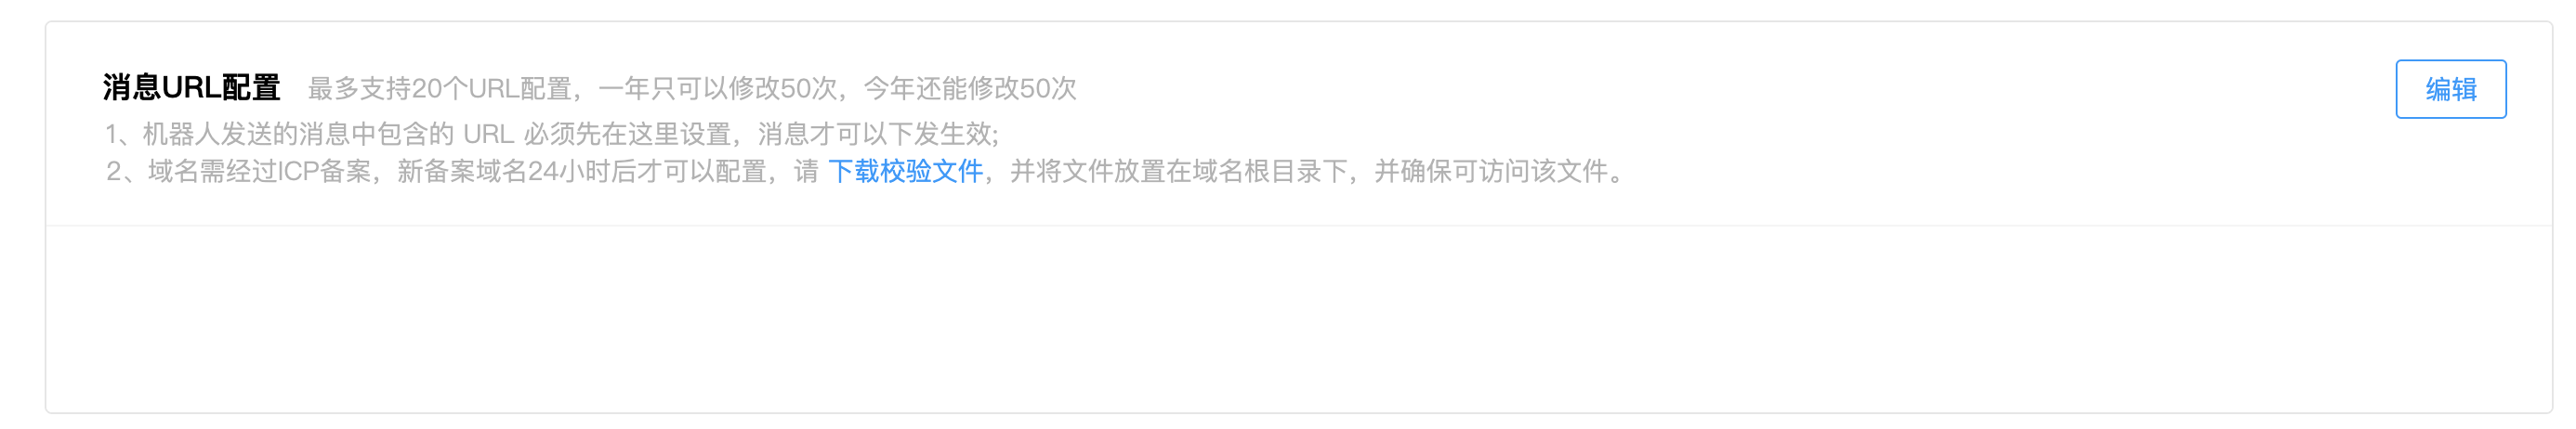 消息URL配置 最多支持20个URL配置，一年只可以修改50次，今年还能修改50次
编辑
1、机器人发送的消息中包含的 URL 必须先在这里设置，消息才可以下发生效;
2、域名需经过ICP备案，新备案域名24小时后才可以配置，请 下载校验文件，并将文件放置在域名根目录下，并确保可访问该文件。